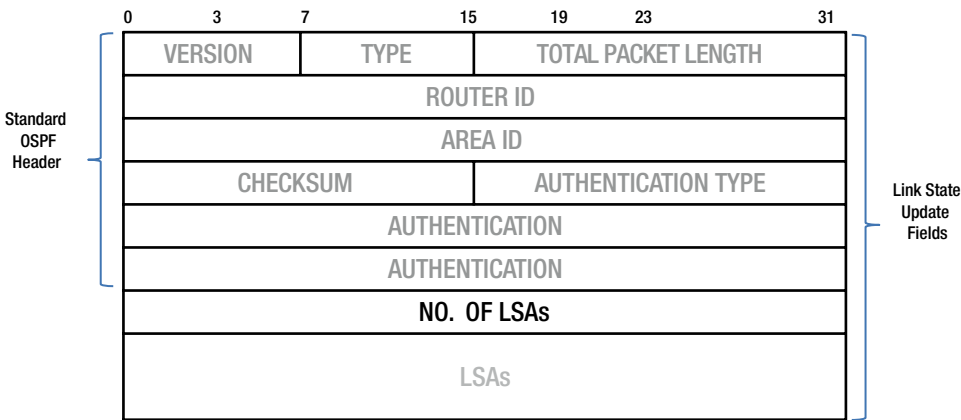 0 3 7 15 19 23 31
VERSION TYPE TOTAL PACKET LENGTH
ROUTER ID
AREA ID
CHECKSUM AUTHENTICATION TYPE
AUTHENTICATION
AUTHENTICATION
NO. OF LSAs
LSAs
Standard
OSPF
Header
Link State
Update
Fields